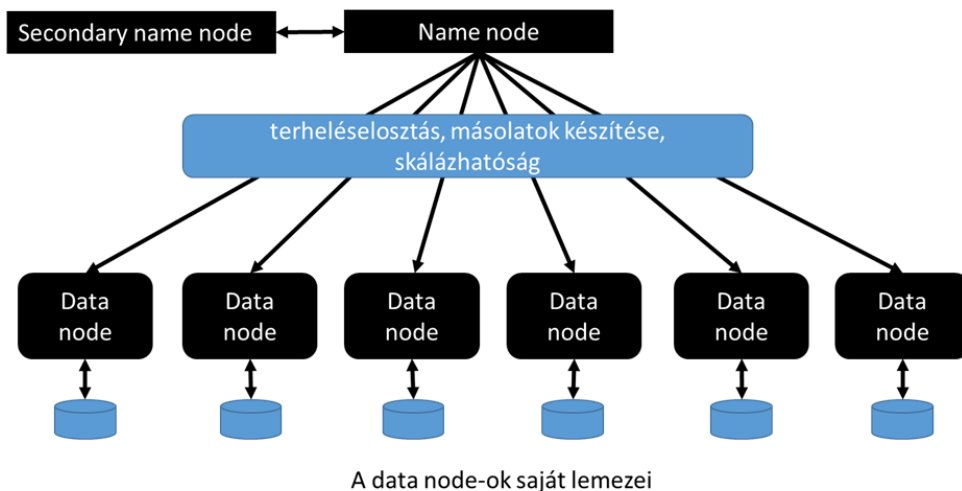 Secondary name node
Name node
terheléselosztás, másolatok készítése,
skálázhatóság
Data
node
Data
node
Data
node
Data
node
Data
node
Data
node
A data node-ok saját lemezei